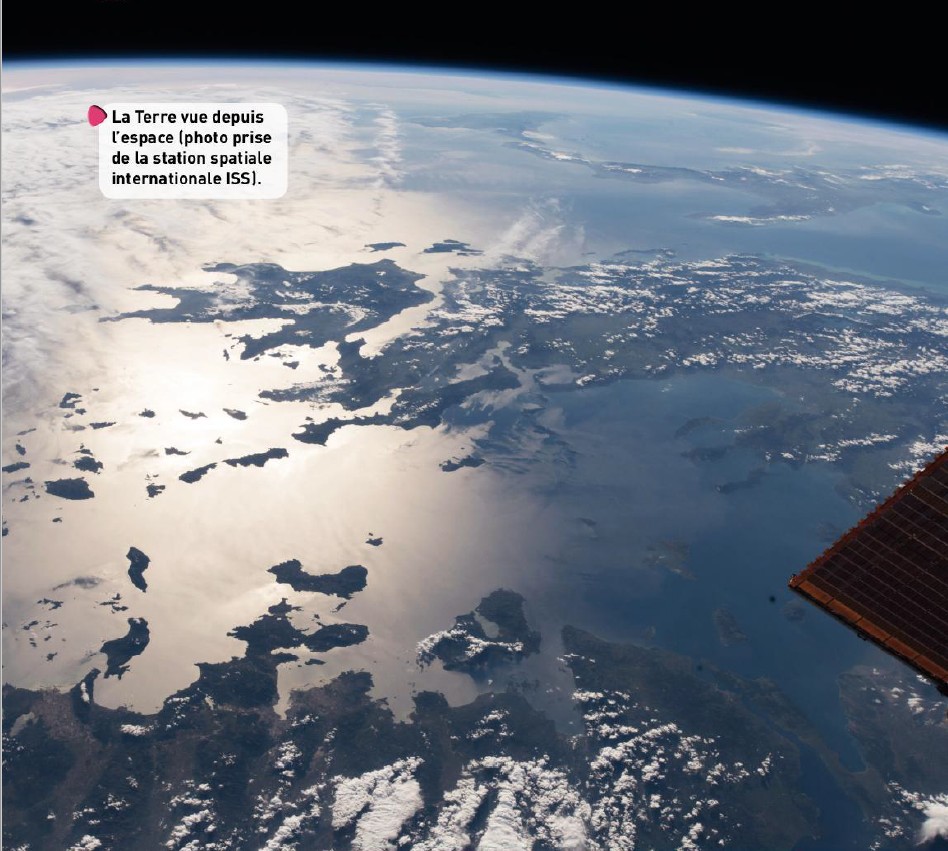 La Terre vue depuis
l'espace (photo prise
de la station spatiale
internationale ISS).